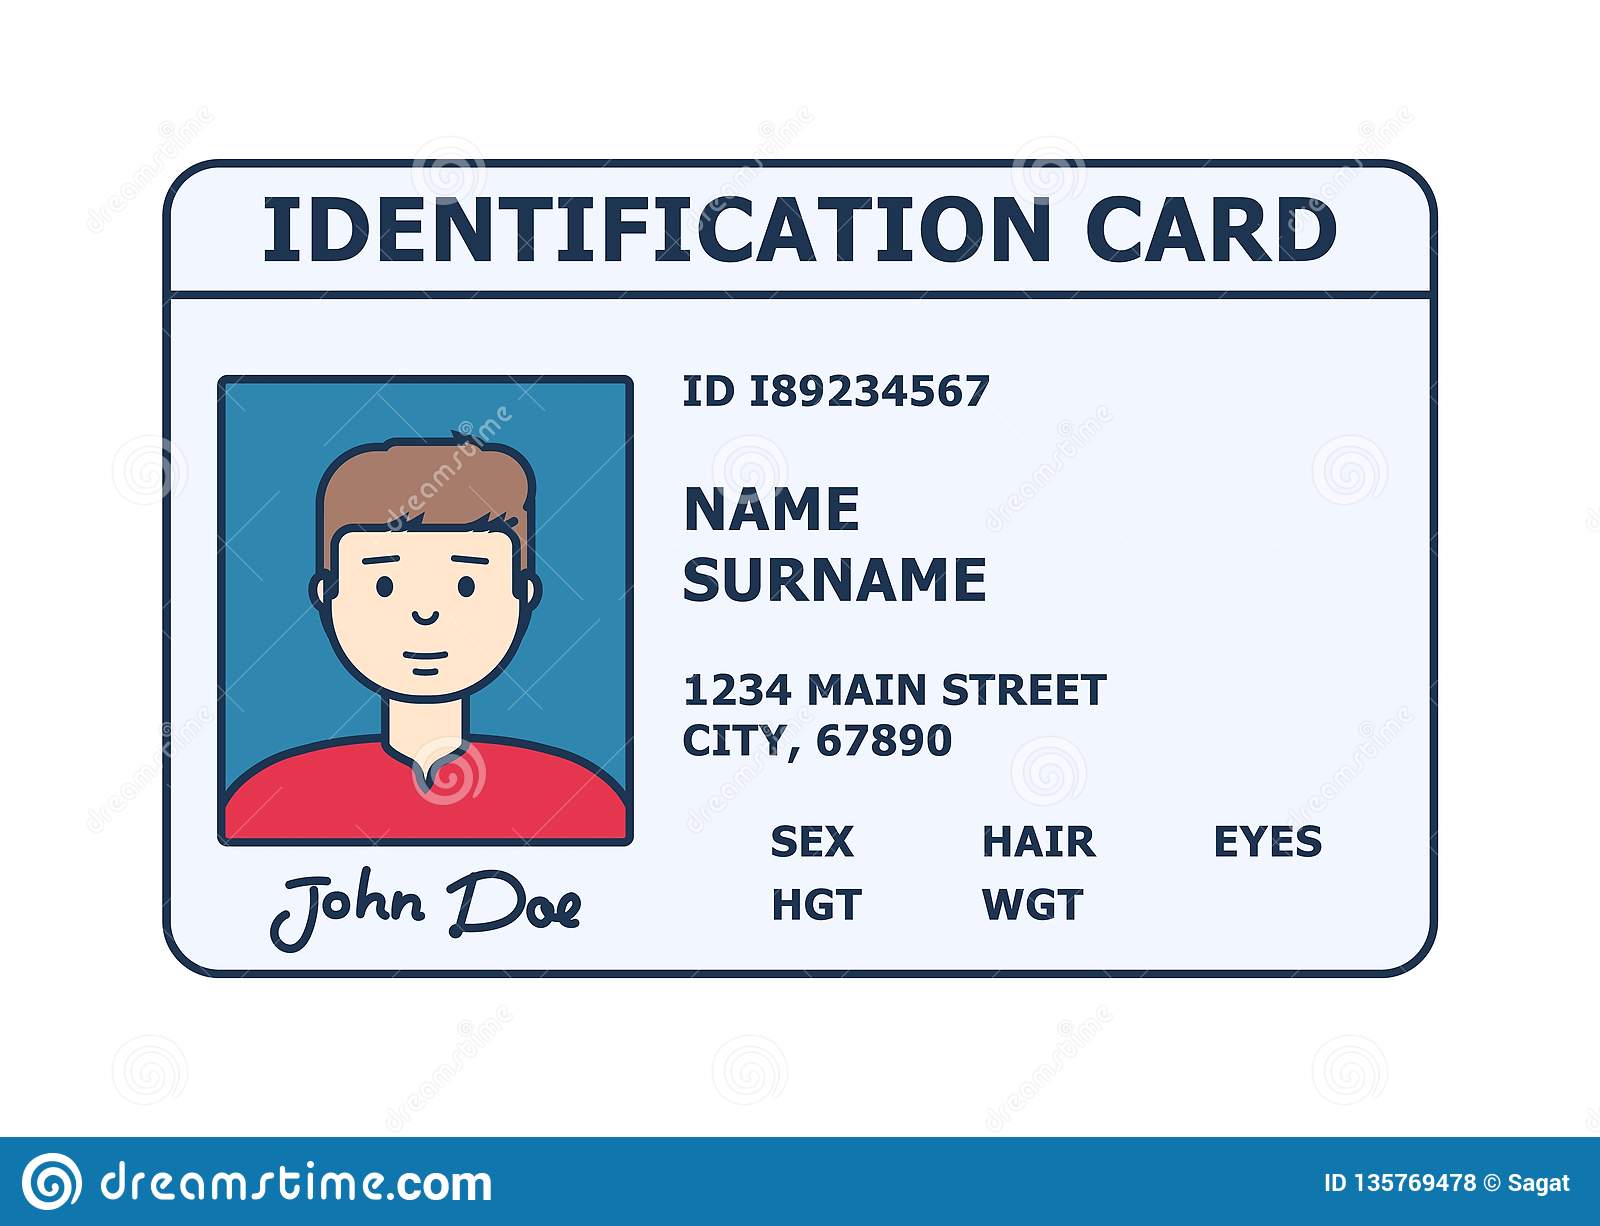 IDENTIFICATION CARD
ID I89234567
NAME
SURNAME
1234 MAIN STREET
CITY, 67890
SEX HAIR EYES
HGT WGT
John Doe
dreamstime.com
ID 135769478 © Sagat